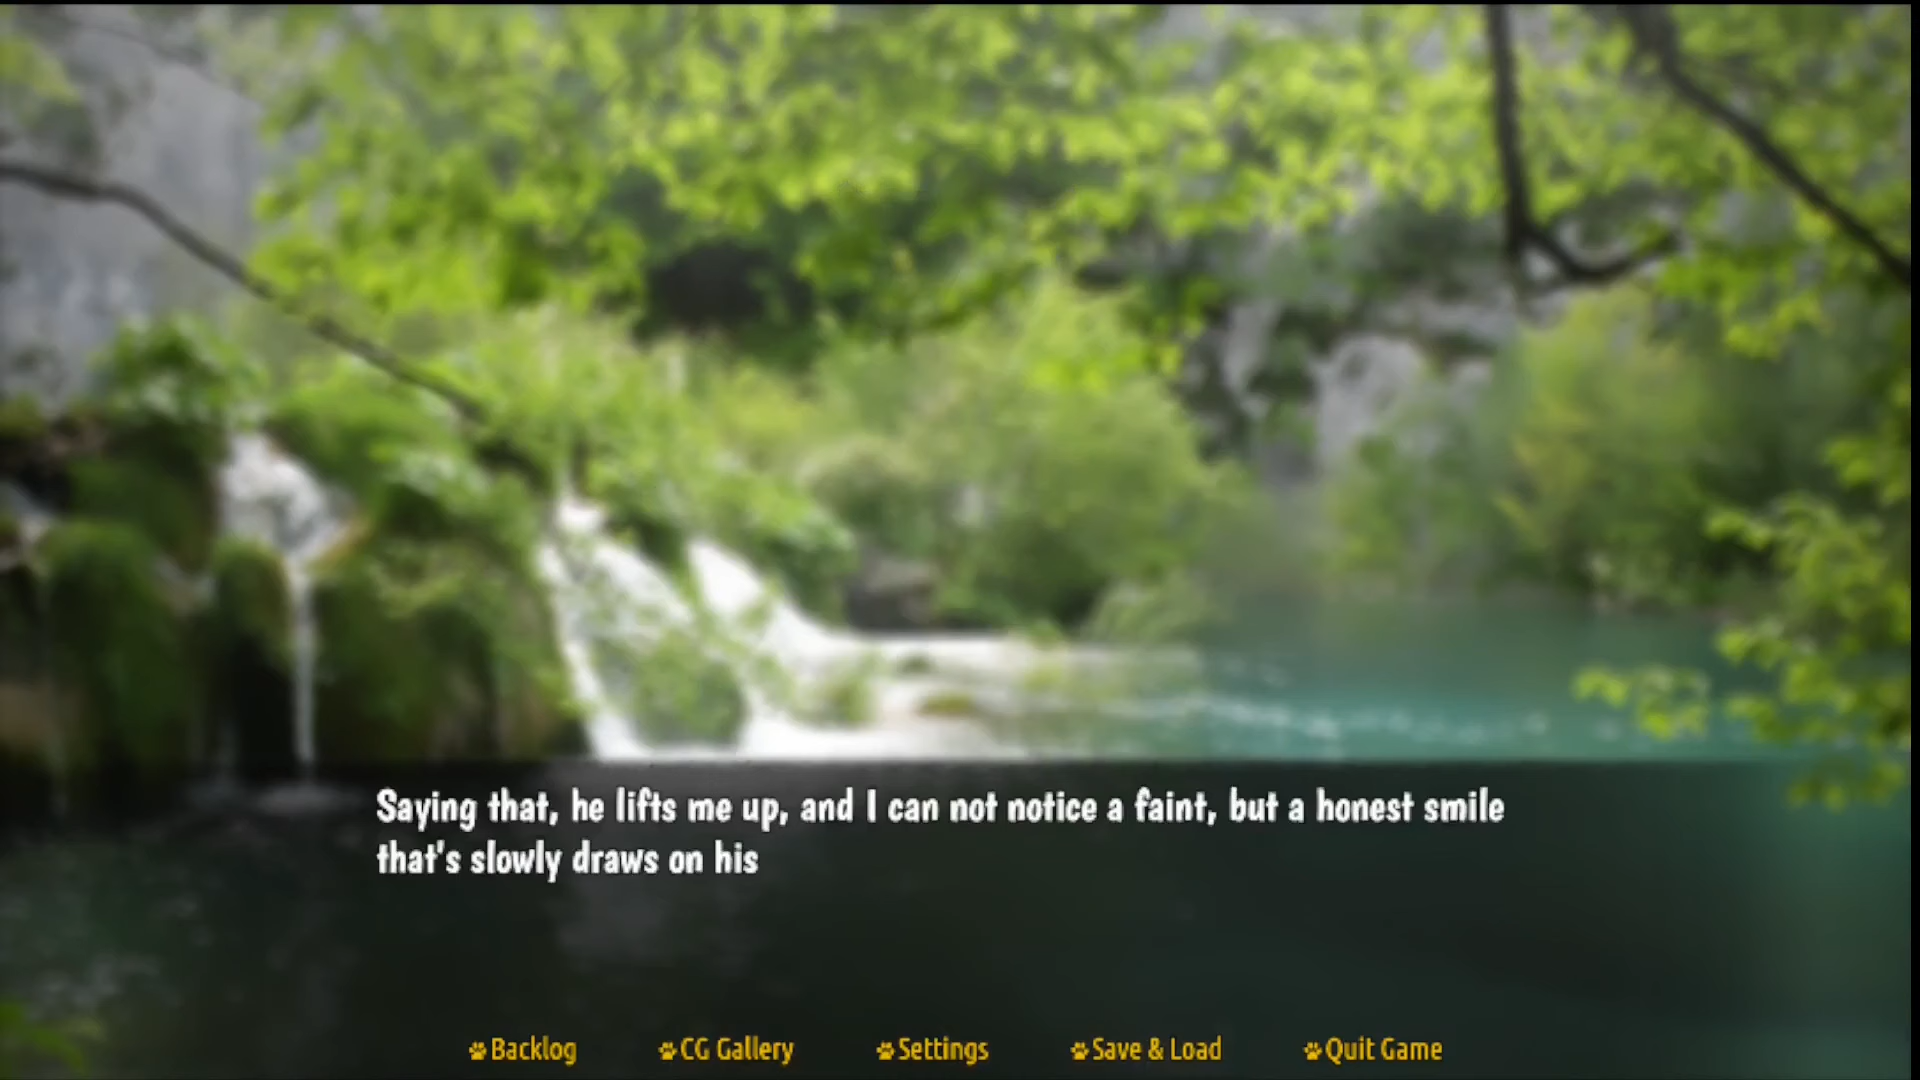 Saying that, he lifts me up, and I can not notice a faint, but a honest smile
that's slowly draws on his
Backlog CG Gallery Settings Save & Load Quit Game